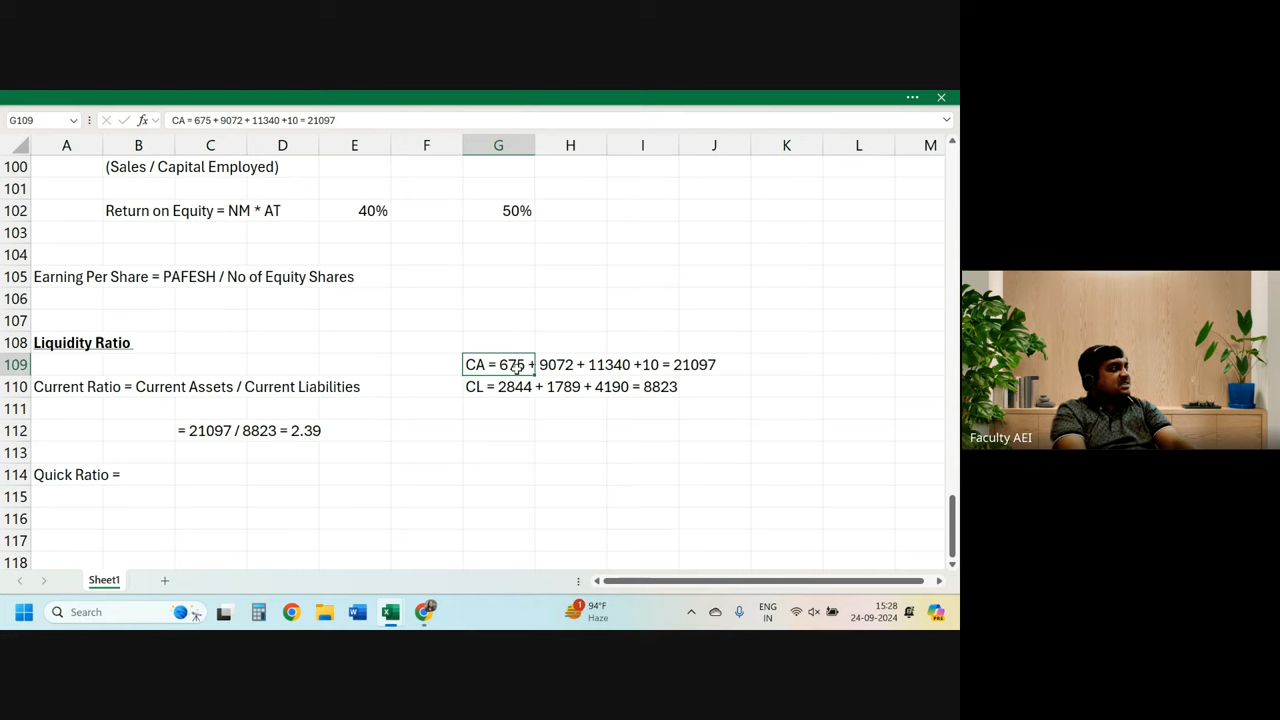 G109
fx
CA = 675 + 9072 + 11340 +10 = 21097
A B C D E F G H I J K L M
100 (Sales / Capital Employed)
101
102 Return on Equity = NM * AT 40% 50%
103
104
105 Earning Per Share = PAFESH / No of Equity Shares
106
107
108 Liquidity Ratio
109 CA = 675 + 9072 + 11340 +10 = 21097
110 Current Ratio = Current Assets / Current Liabilities CL = 2844 + 1789 + 4190 = 8823
111
112 = 21097 / 8823 = 2.39
113
114 Quick Ratio =
115
116
117
118
Faculty AEI
Sheet1
Search
1
94°F
Haze
ENG
IN
15:28
24-09-2024